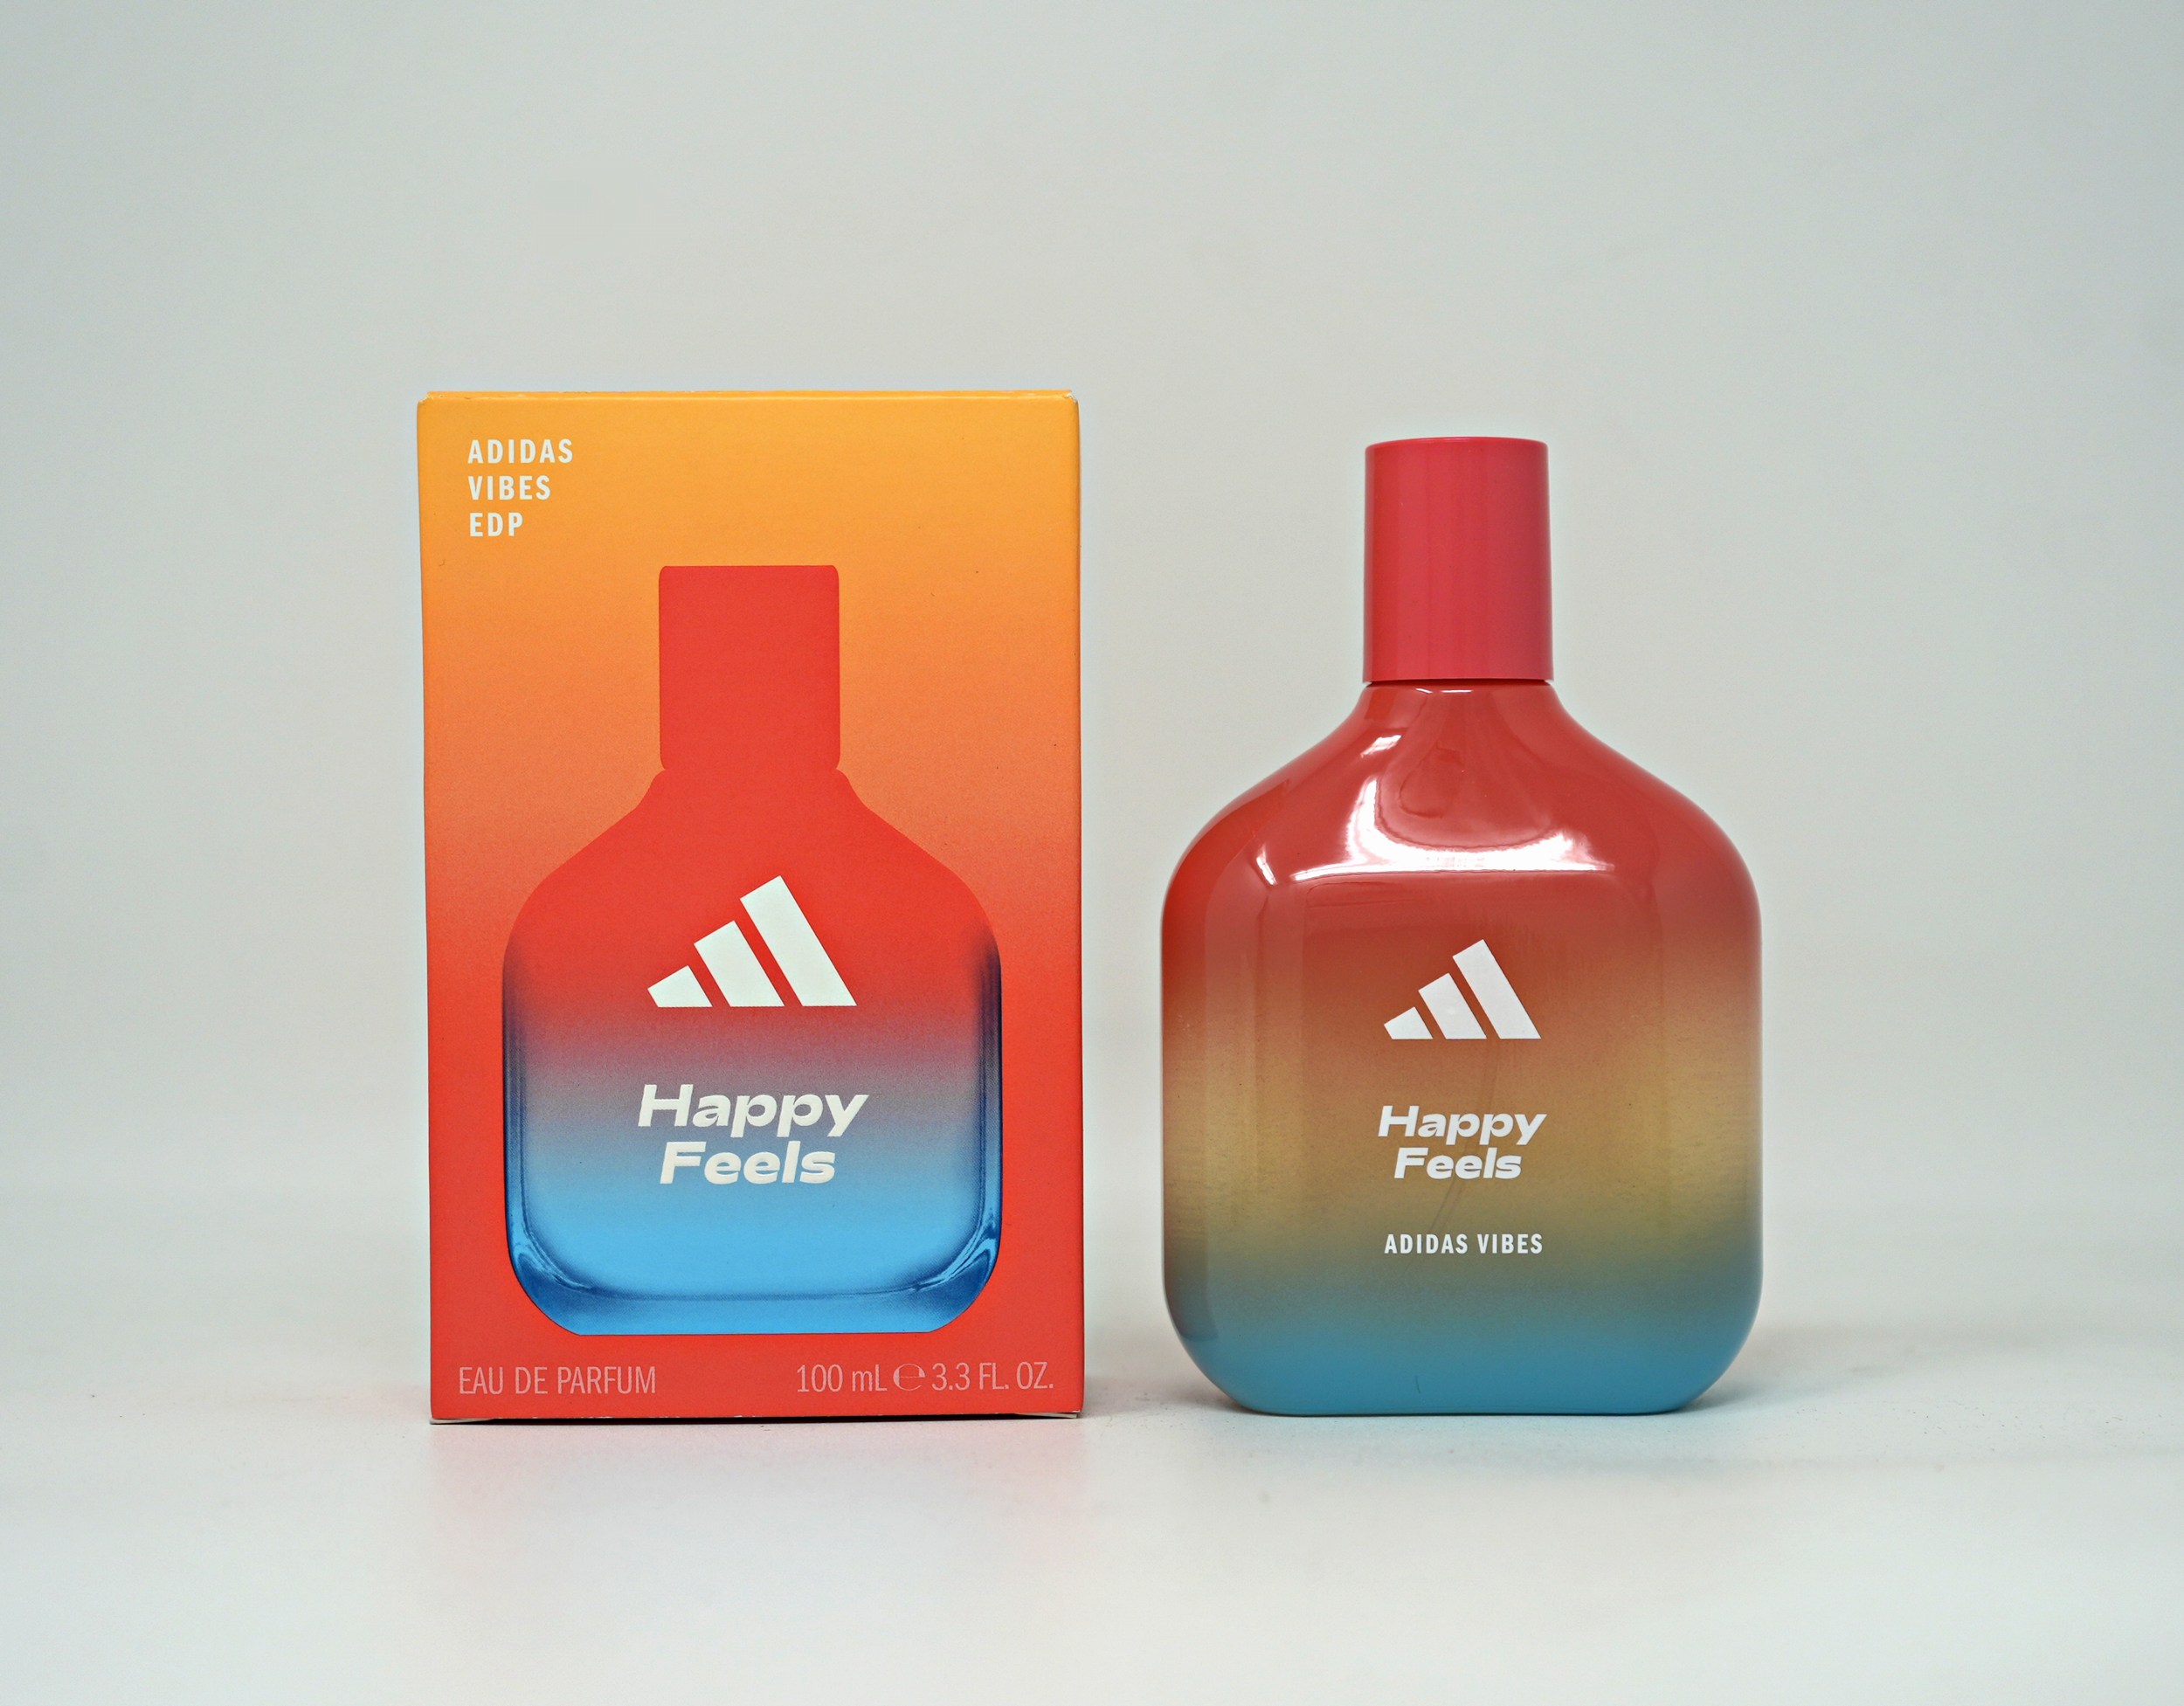 ADIDAS
VIBES
EDP
Happy
Feels
EAU DE PARFUM
100 mL ℮ 3.3 FL. OZ.
Happy
Feels
ADIDAS VIBES